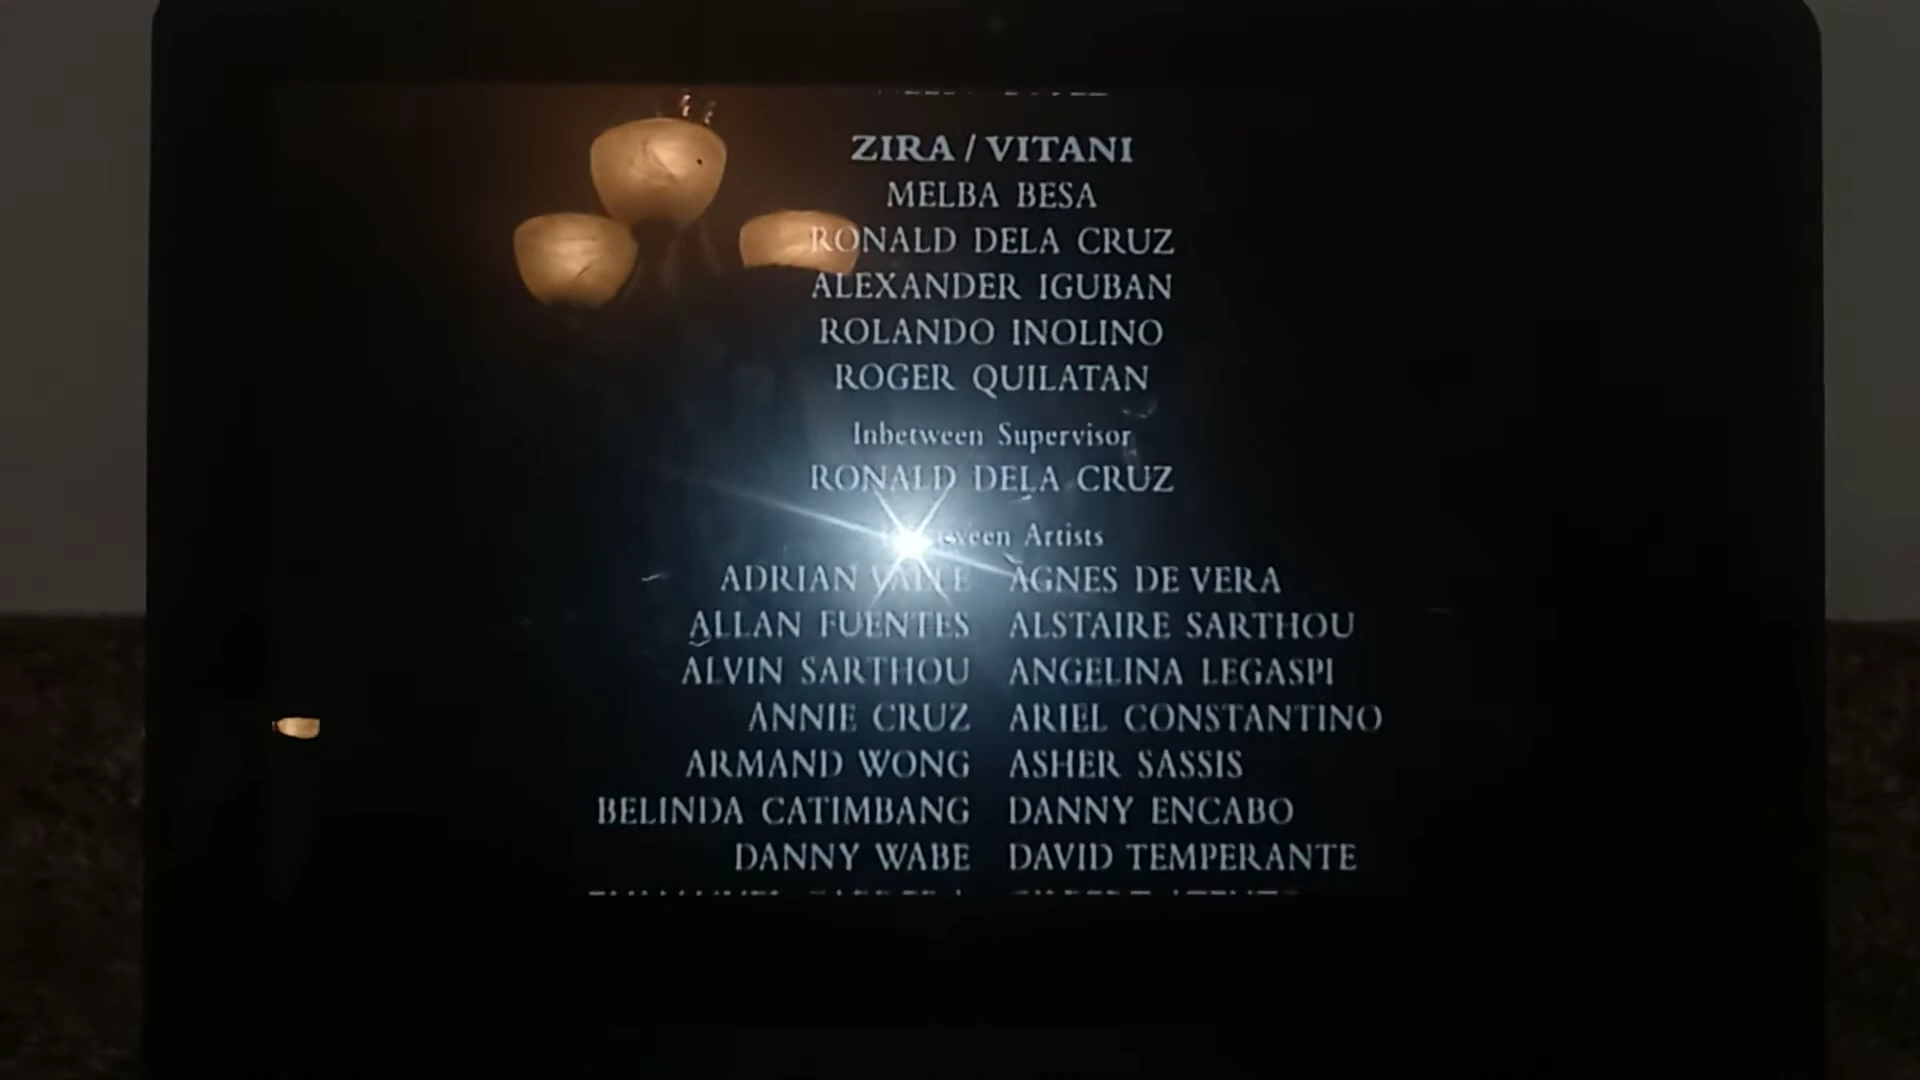 ZIRA / VITANI
MELBA BESA
RONALD DELA CRUZ
ALEXANDER IGUBAN
ROLANDO INOLINO
ROGER QUILATAN
Inbetween Supervisor
RONALD DELA CRUZ
Artists
ADRIAN VALLE AGNES DE VERA
ALLAN FUENTES ALSTAIRE SARTHOU
ALVIN SARTHOU ANGELINA LEGASPI
ANNIE CRUZ ARIEL CONSTANTINO
ARMAND WONG ASHER SASSIS
BELINDA CATIMBANG DANNY ENCABO
DANNY WABE DAVID TEMPERANTE